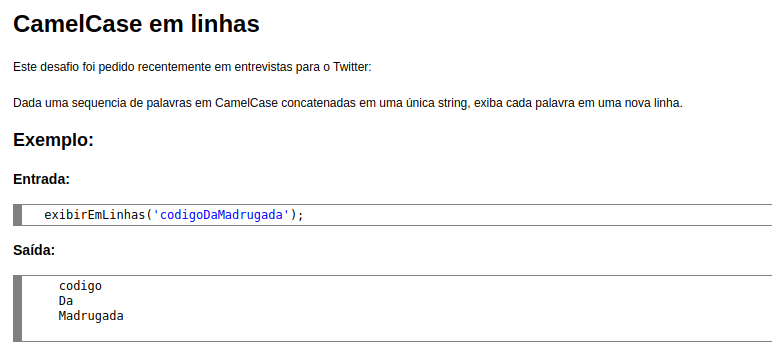 CamelCase em linhas
Este desafio foi pedido recentemente em entrevistas para o Twitter:
Dada uma sequencia de palavras em CamelCase concatenadas em uma única string, exiba cada palavra em uma nova linha.
Exemplo:
Entrada:
exibirEmLinhas('codigoDaMadrugada');
Saída:
codigo
Da
Madrugada